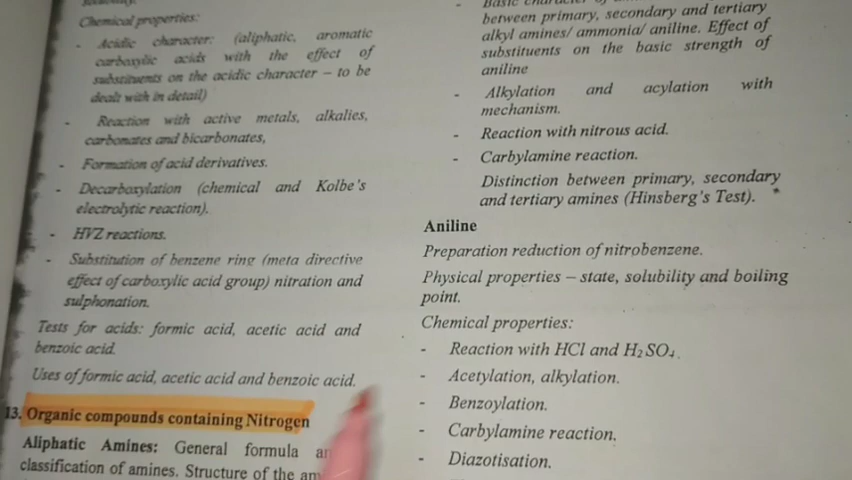 solubility.
Chemical properties:
- Acidic character: (aliphatic, aromatic
carboxylic acids with the effect of
substituents on the acidic character – to be
dealt with in detail)
- Reaction with active metals, alkalies,
carbonates and bicarbonates,
- Formation of acid derivatives.
- Decarboxylation (chemical and Kolbe's
electrolytic reaction).
- HVZ reactions.
- Substitution of benzene ring (meta directive
effect of carboxylic acid group) nitration and
sulphonation.
Tests for acids: formic acid, acetic acid and
benzoic acid.
Uses of formic acid, acetic acid and benzoic acid.
13. Organic compounds containing Nitrogen
Aliphatic Amines: General formula
classification of amines. Structure of the
- Basic character of
between primary, secondary and tertiary
alkyl amines/ ammonia/ aniline. Effect of
substituents on the basic strength of
aniline
- Alkylation and acylation with
mechanism.
- Reaction with nitrous acid.
- Carbylamine reaction.
Distinction between primary, secondary
and tertiary amines (Hinsberg's Test).
Aniline
Preparation reduction of nitrobenzene.
Physical properties – state, solubility and boiling
point.
Chemical properties:
- Reaction with HCl and H₂SO₄.
- Acetylation, alkylation.
- Benzoylation.
- Carbylamine reaction.
- Diazotisation.